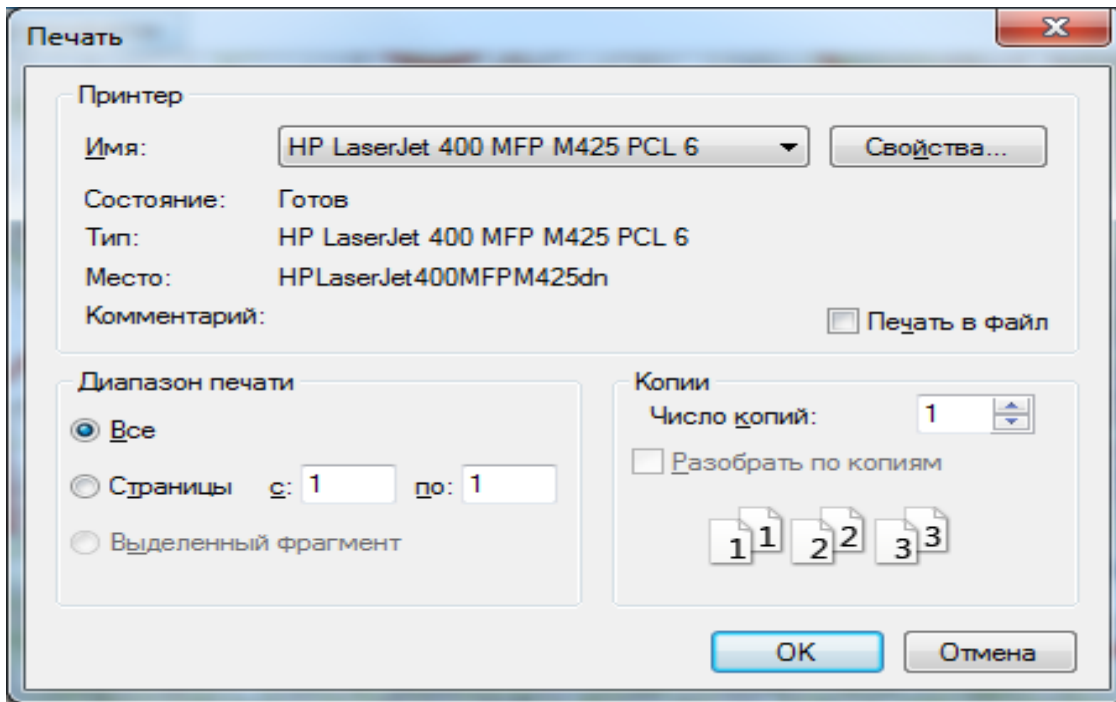 Печать
Принтер
Имя: HP LaserJet 400 MFP M425 PCL 6 Свойства...
Состояние: Готов
Тип: HP LaserJet 400 MFP M425 PCL 6
Место: HPLaserJet400MFPM425dn
Комментарий: Печать в файл
Диапазон печати
Все
Страницы с: 1 по: 1
Выделенный фрагмент
Копии
Число копий: 1
Разобрать по копиям
1 1 2 2 3 3
OK Отмена